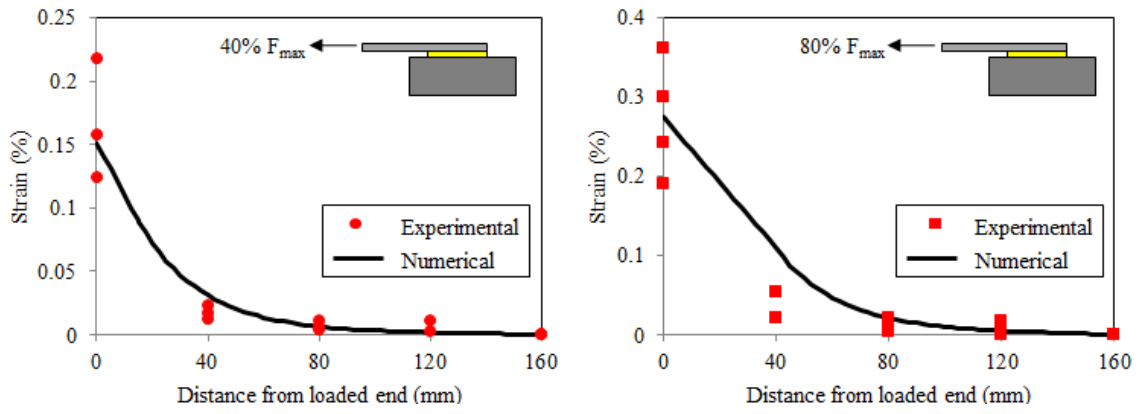 0.25
0.2
0.15
0.1
0.05
0
Strain (%)
40% Fmax
Experimental
Numerical
0 40 80 120 160
Distance from loaded end (mm)
0.4
0.3
0.2
0.1
0
Strain (%)
80% Fmax
Experimental
Numerical
0 40 80 120 160
Distance from loaded end (mm)